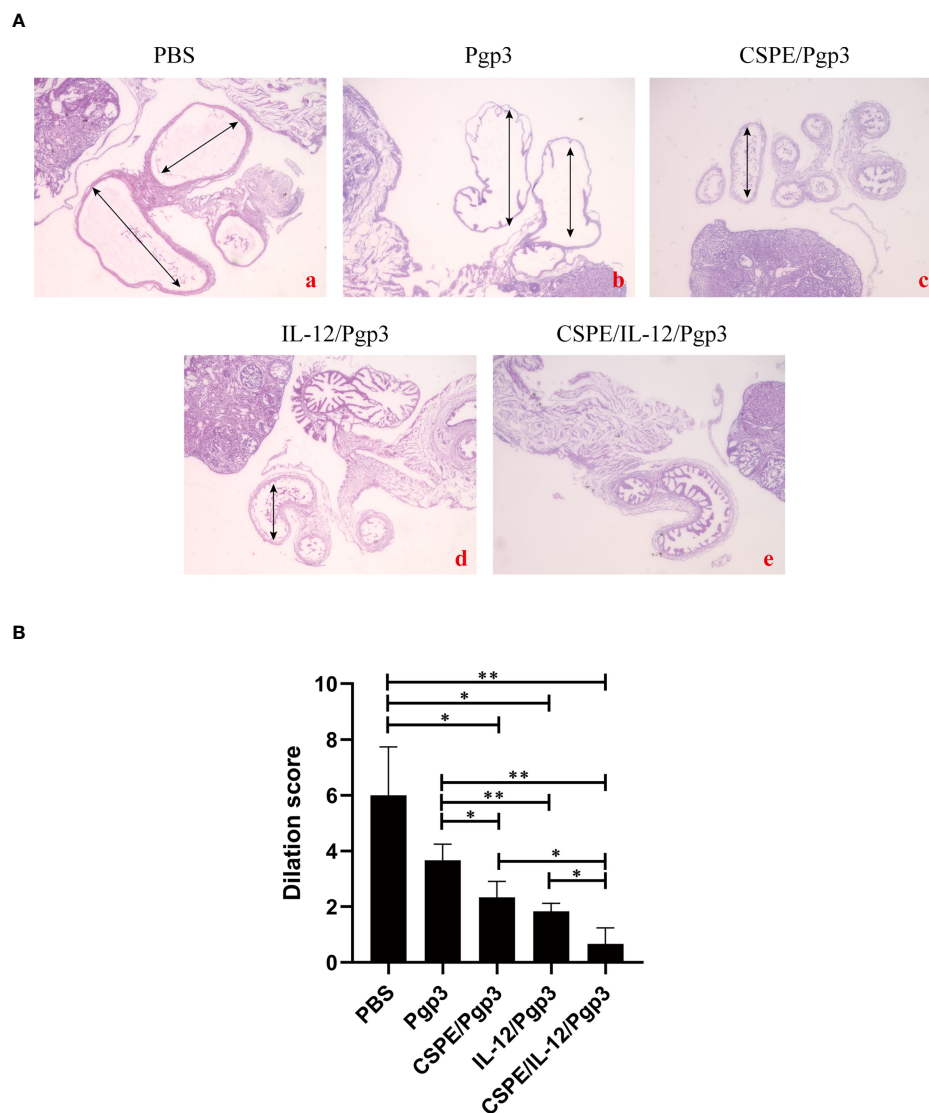 A
PBS
Pgp3
CSPE/Pgp3
a
b
c
IL-12/Pgp3
CSPE/IL-12/Pgp3
d
e
B
**
*
*
**
**
*
*
*
Dilation score
10
8
6
4
2
0
PBS
Pgp3
CSPE/Pgp3
IL-12/Pgp3
CSPE/IL-12/Pgp3